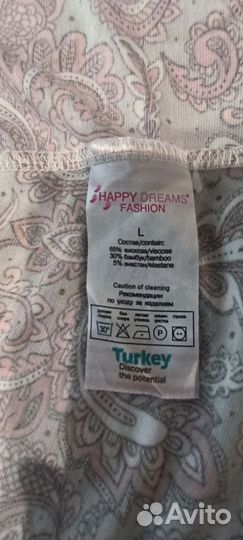 HAPPY DREAMS®
FASHION
L
Состав/contain:
65% вискоза/viscose
30% бамбук/bamboo
5% эластан/elastane
Caution of cleaning
Рекомендации
по уходу за изделием
30°
Turkey
Discover
the potential
Avito